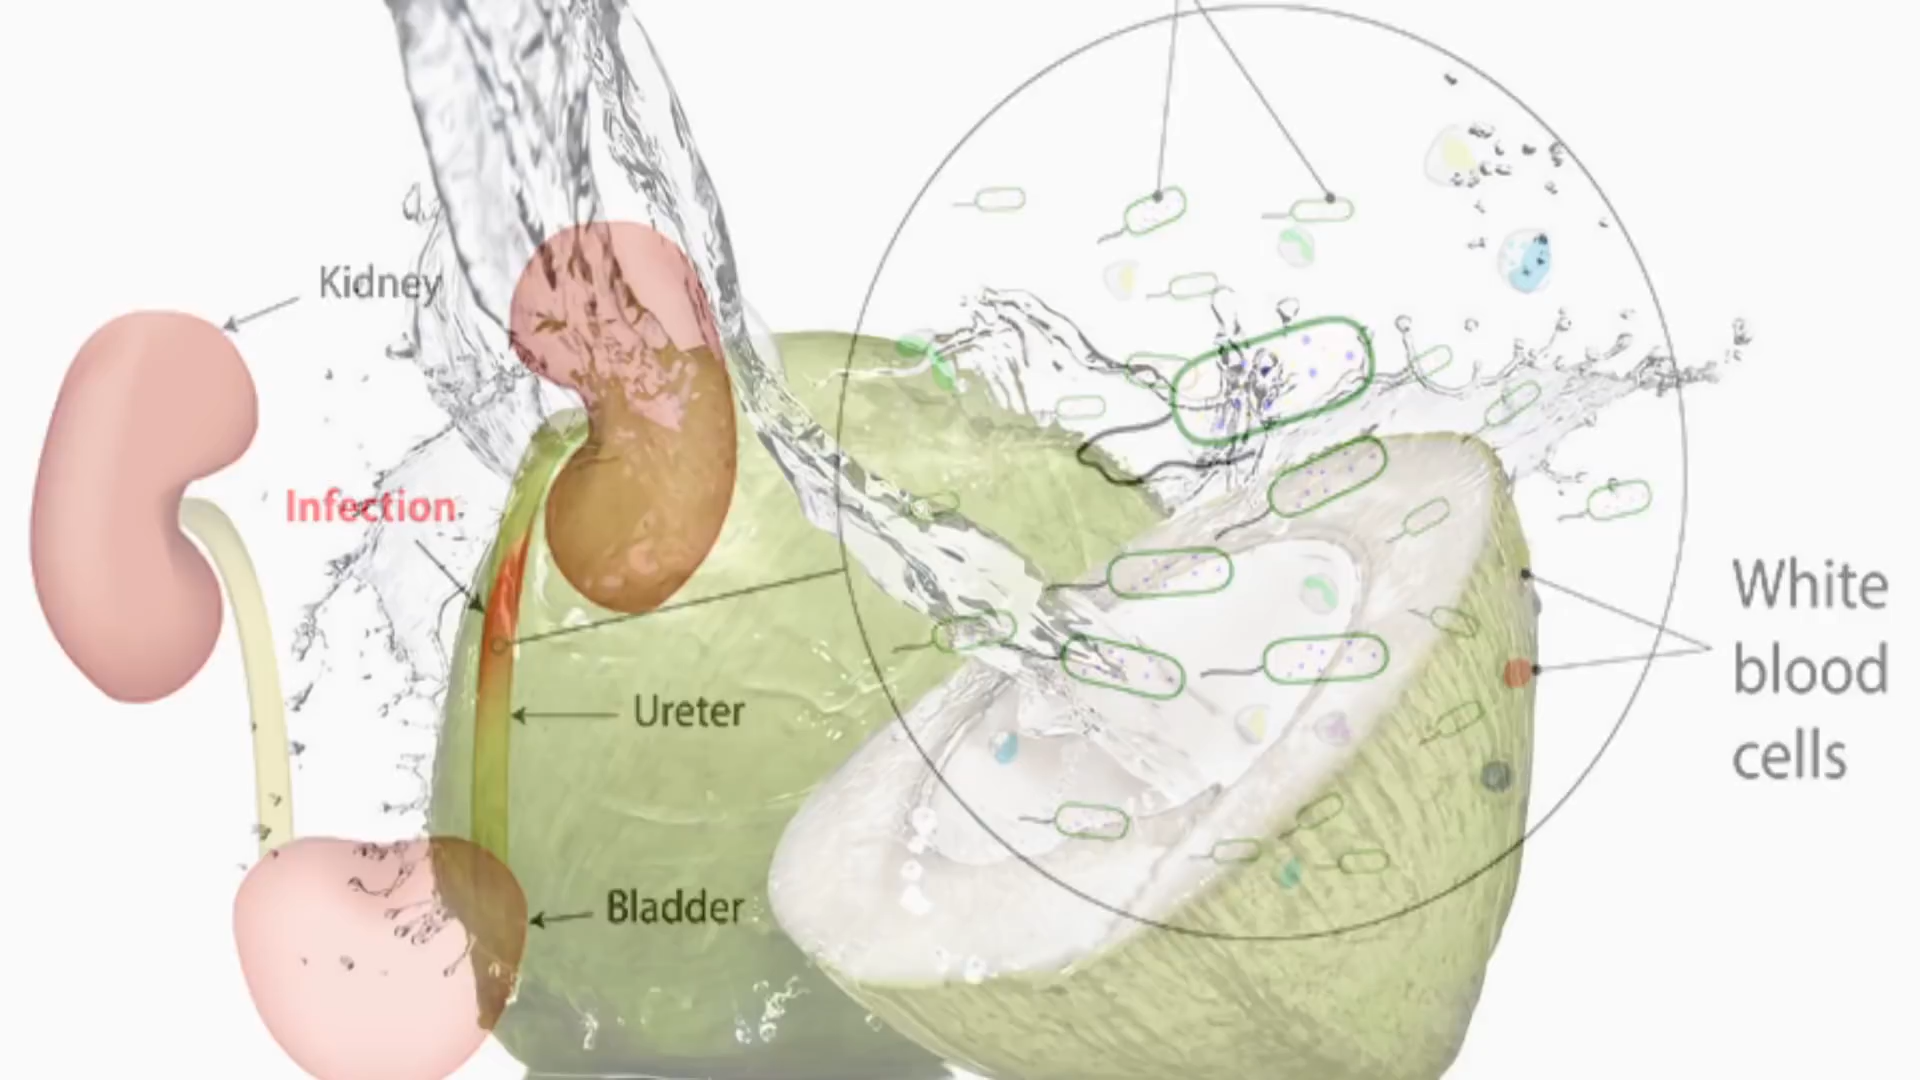 Kidney
Infection
Ureter
Bladder
White
blood
cells